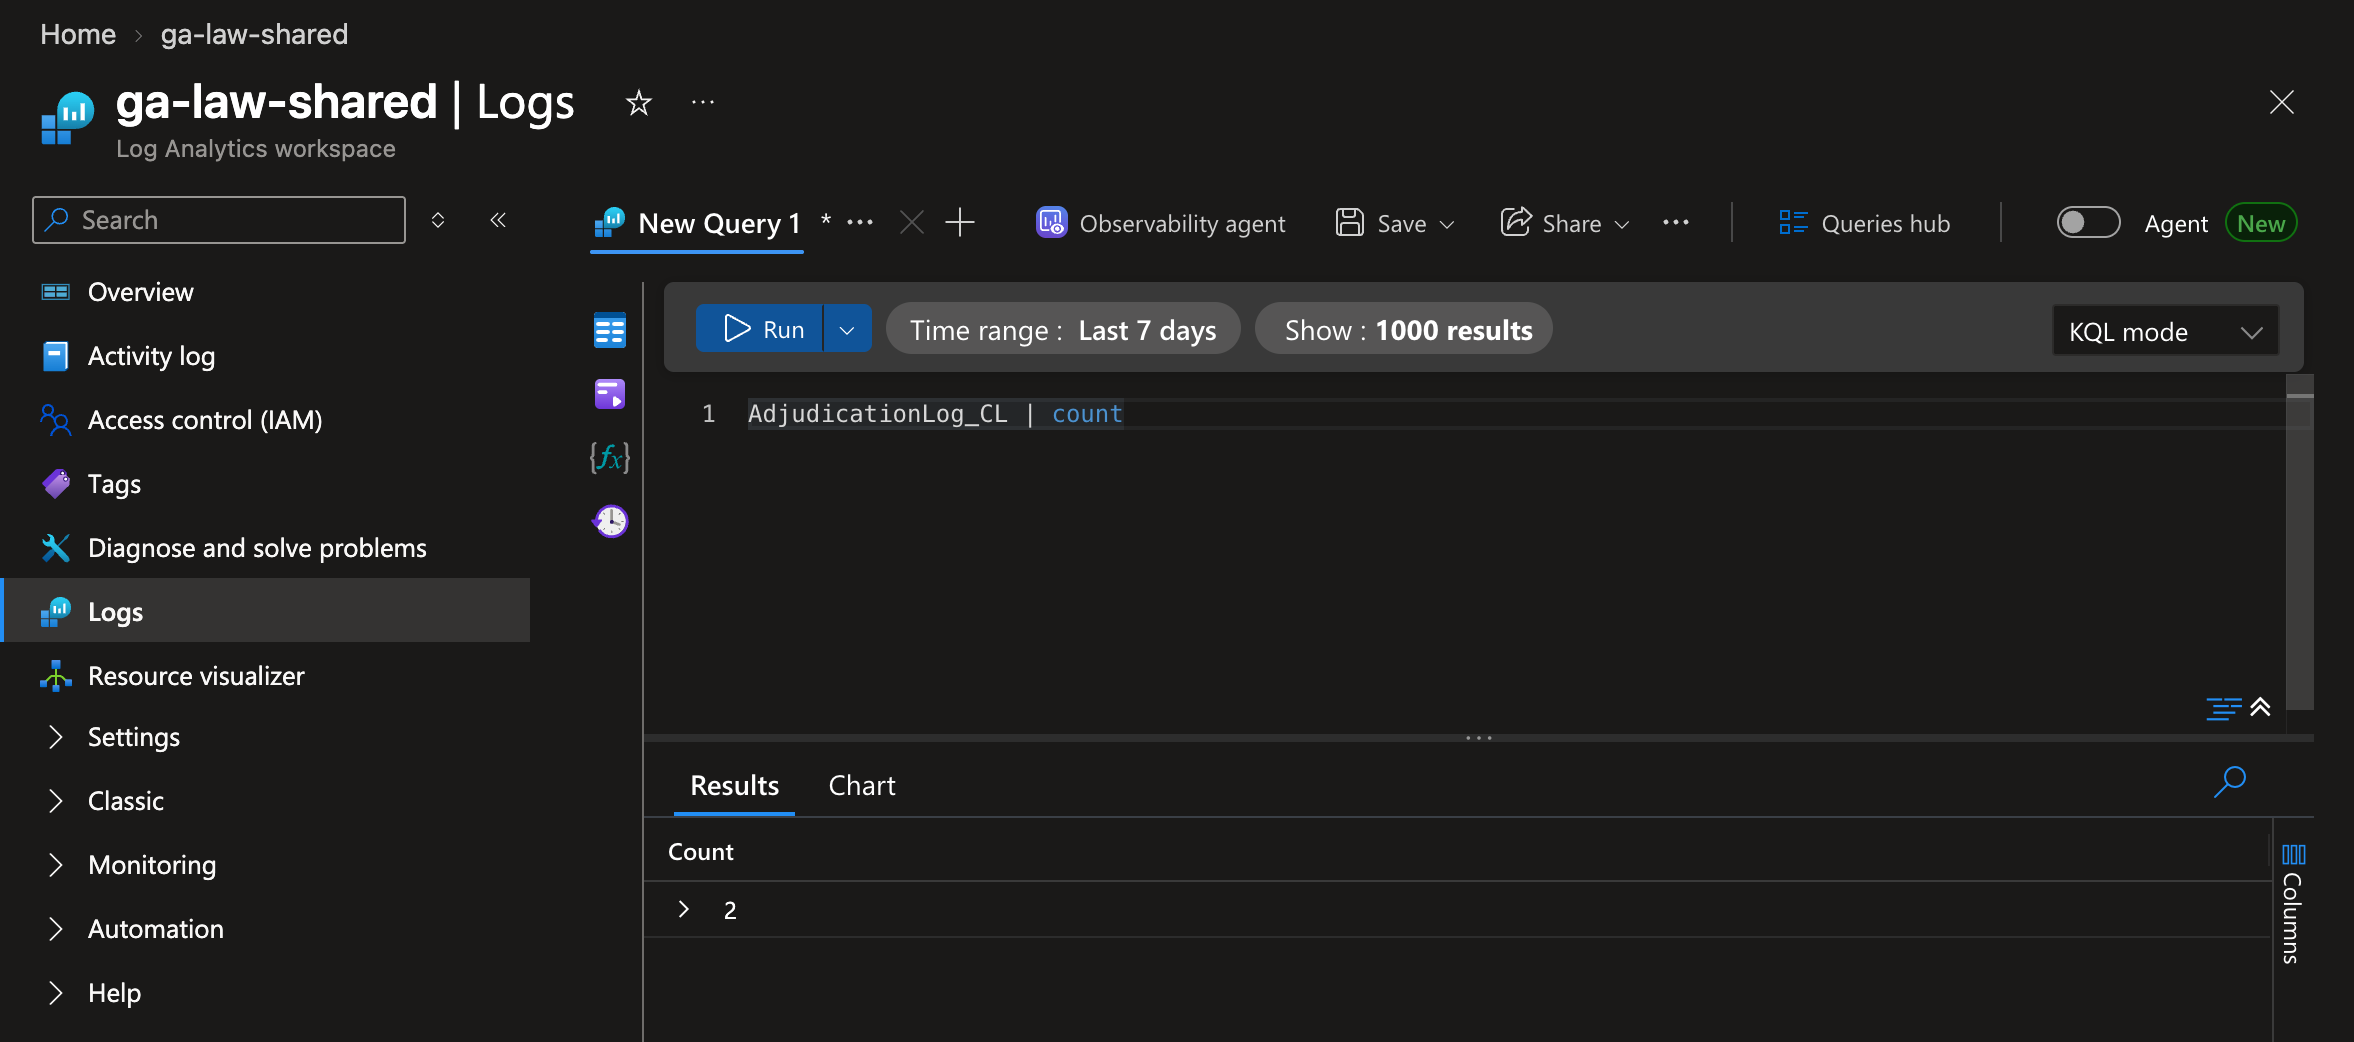 Home > ga-law-shared
ga-law-shared | Logs
Log Analytics workspace
Search
Overview
Activity log
Access control (IAM)
Tags
Diagnose and solve problems
Logs
Resource visualizer
Settings
Classic
Monitoring
Automation
Help
New Query 1 *
Observability agent
Save
Share
Queries hub
Agent New
Run
Time range : Last 7 days
Show : 1000 results
KQL mode
{fx}
1 AdjudicationLog_CL | count
Results Chart
Count
2
Columns